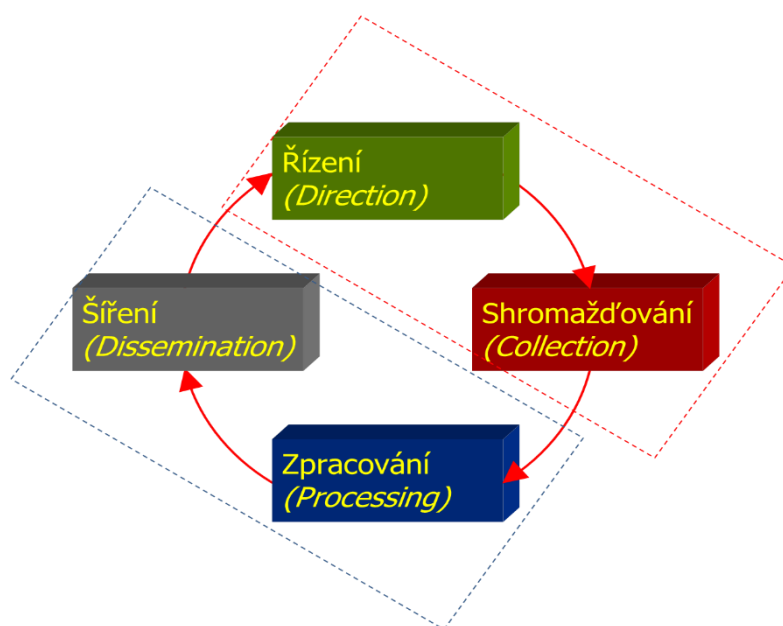 Řízení
(Direction)
Šíření
(Dissemination)
Shromažďování
(Collection)
Zpracování
(Processing)